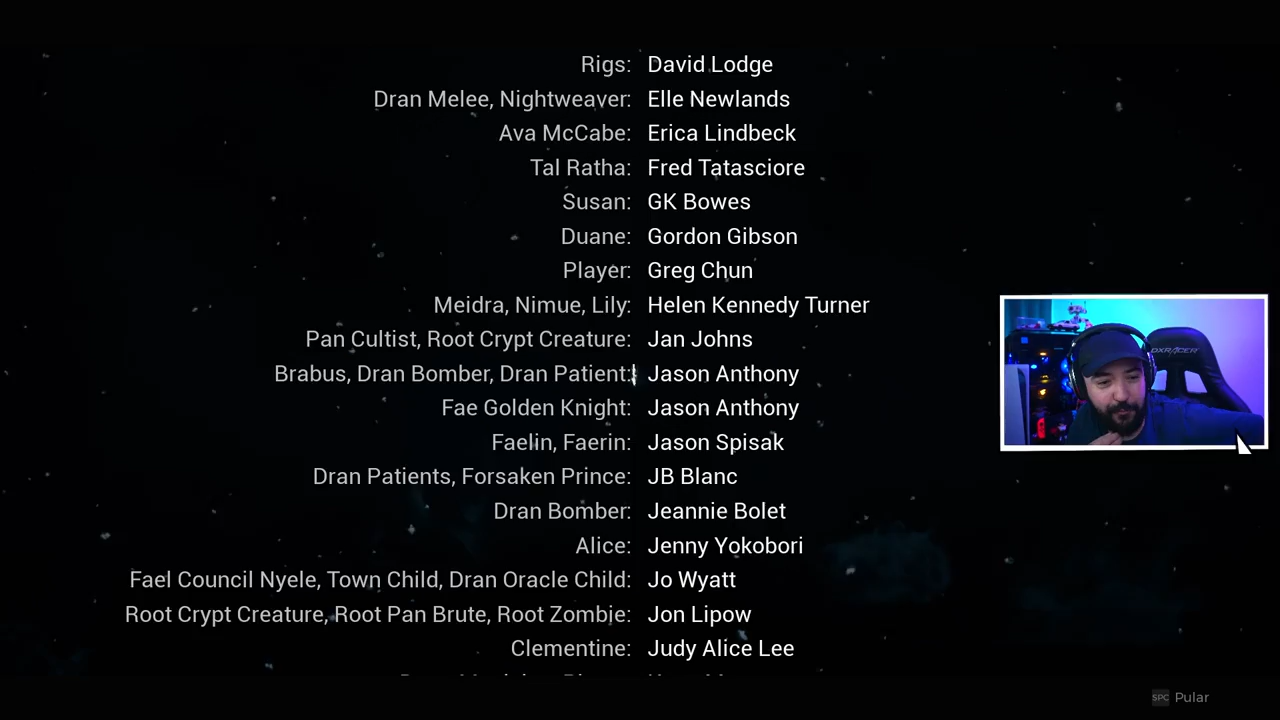 Rigs: David Lodge
Dran Melee, Nightweaver: Elle Newlands
Ava McCabe: Erica Lindbeck
Tal Ratha: Fred Tatasciore
Susan: GK Bowes
Duane: Gordon Gibson
Player: Greg Chun
Meidra, Nimue, Lily: Helen Kennedy Turner
Pan Cultist, Root Crypt Creature: Jan Johns
Brabus, Dran Bomber, Dran Patient: Jason Anthony
Fae Golden Knight: Jason Anthony
Faelin, Faerin: Jason Spisak
Dran Patients, Forsaken Prince: JB Blanc
Dran Bomber: Jeannie Bolet
Alice: Jenny Yokobori
Fael Council Nyele, Town Child, Dran Oracle Child: Jo Wyatt
Root Crypt Creature, Root Pan Brute, Root Zombie: Jon Lipow
Clementine: Judy Alice Lee
DXRACER
SPC Pular